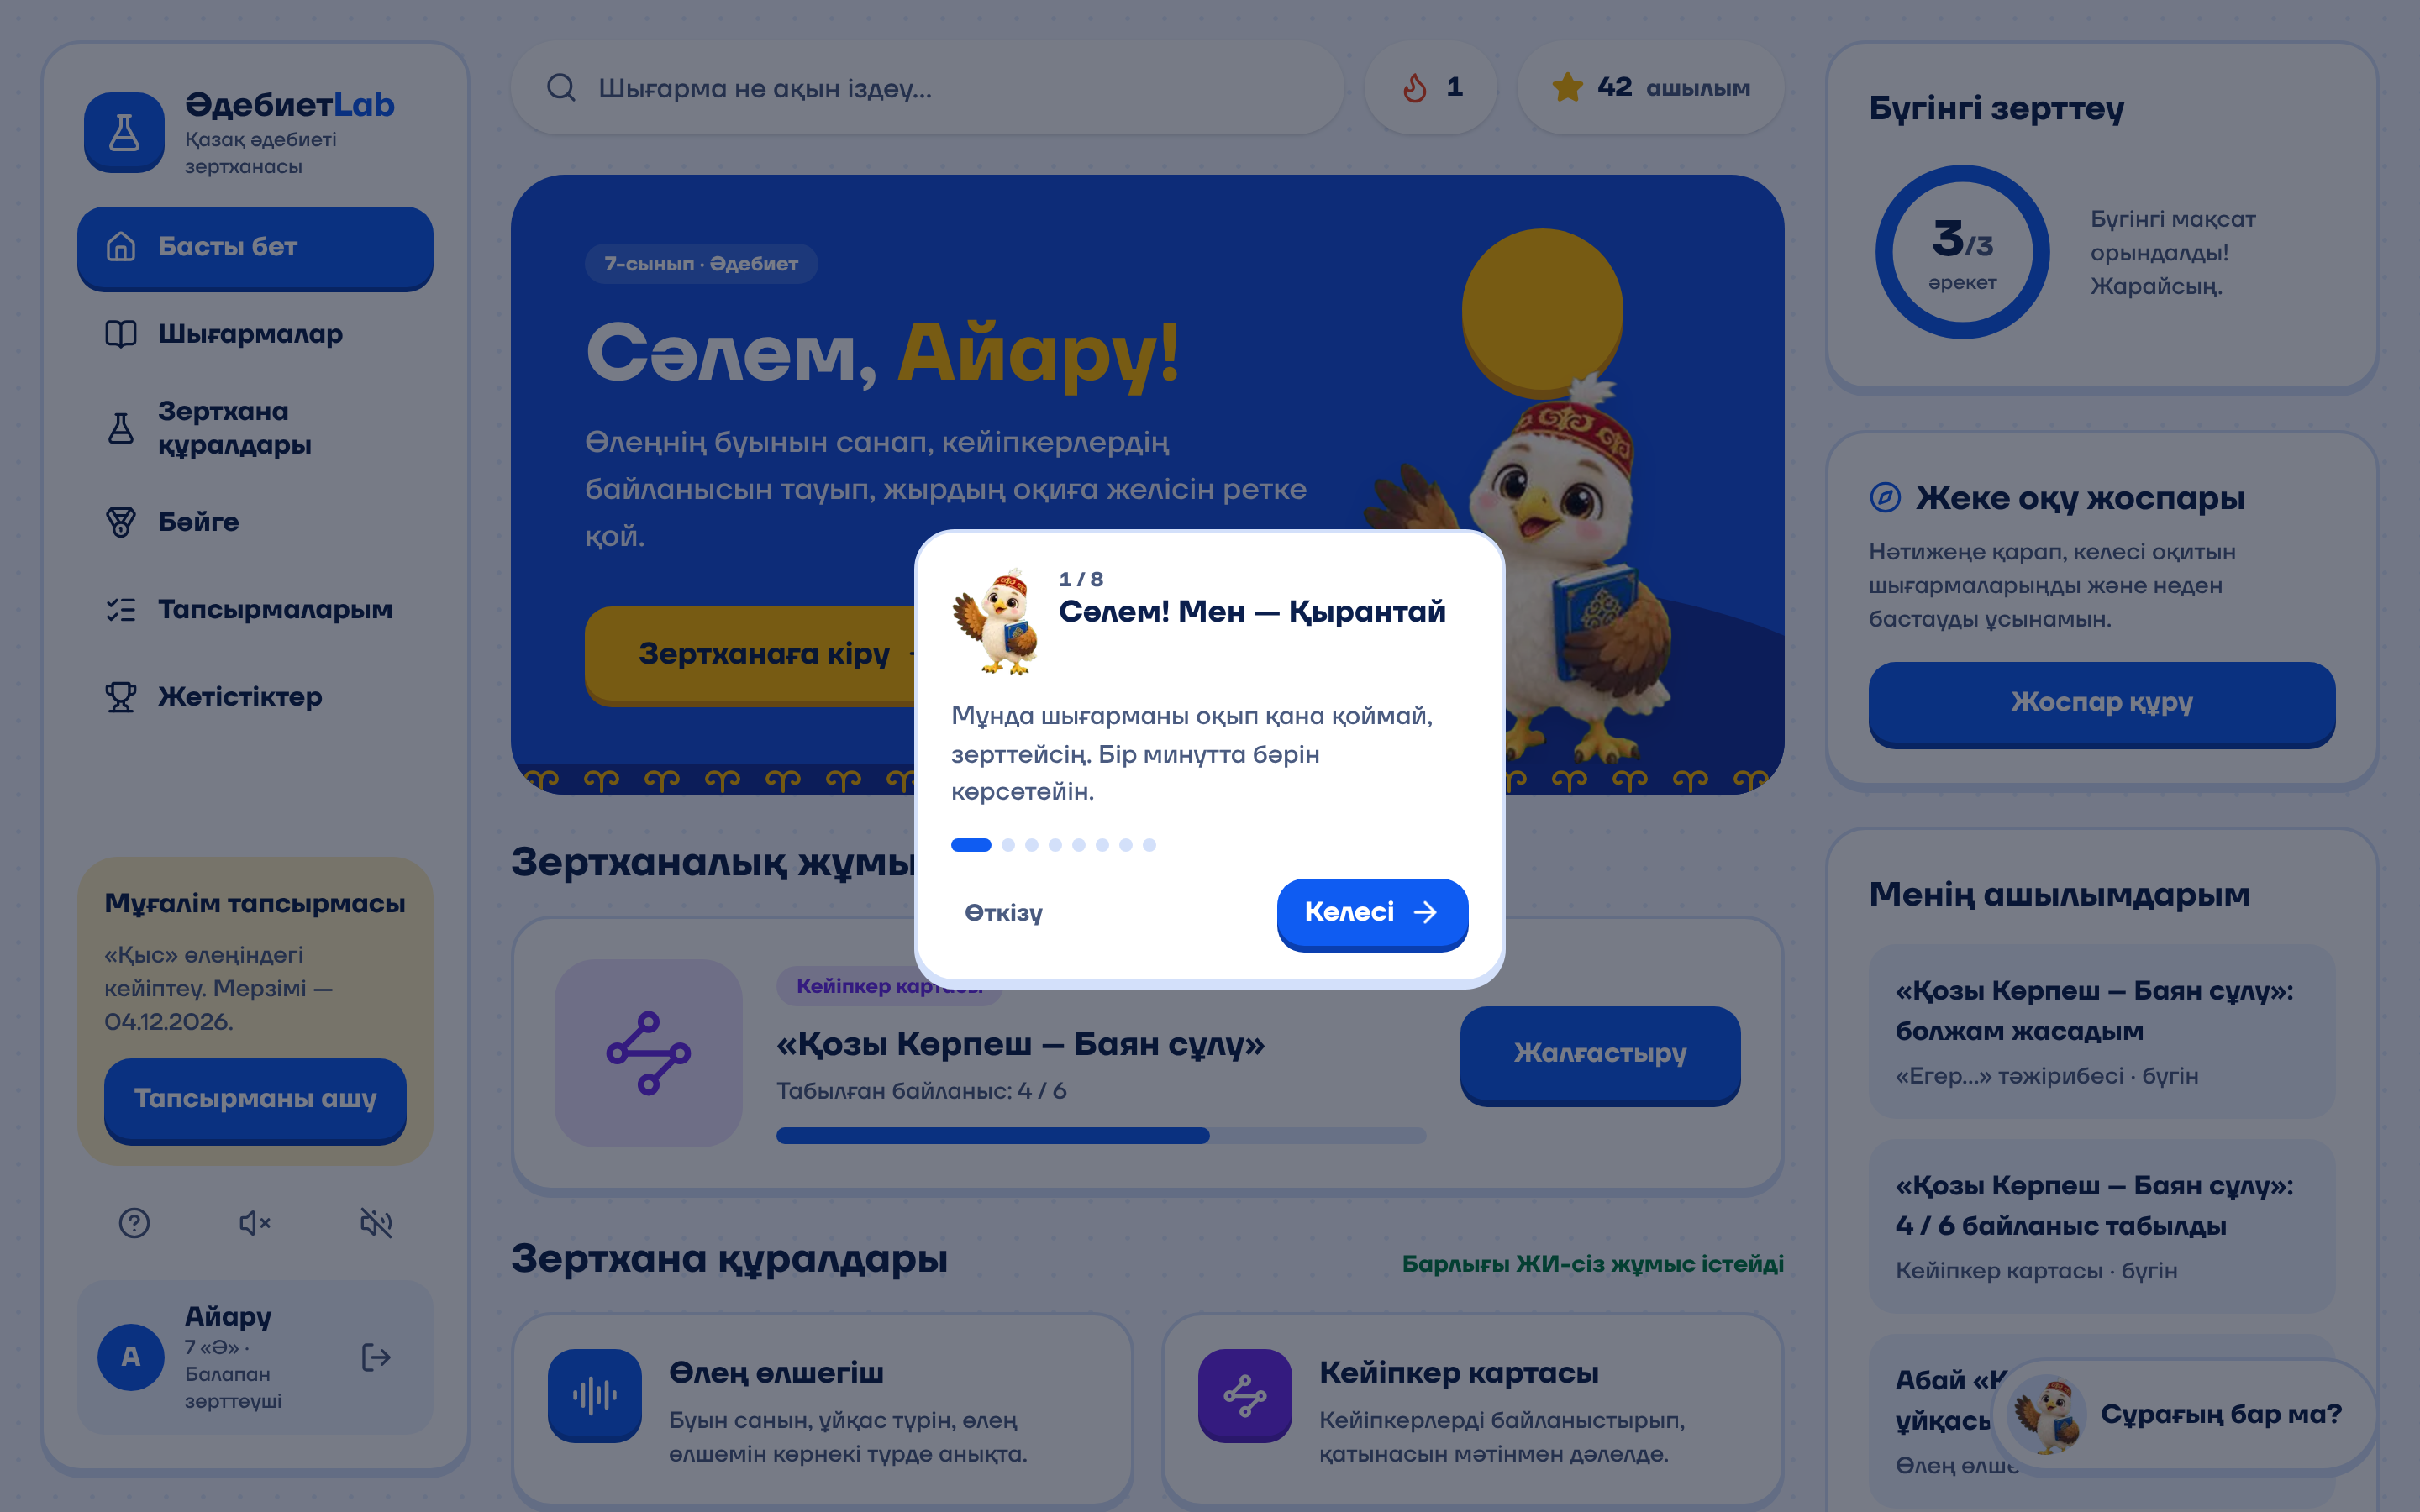 ӘдебиетLab
Қазақ әдебиеті
зертханасы
Басты бет
Шығармалар
Зертхана
құралдары
Бәйге
Тапсырмаларым
Жетістіктер
Мұғалім тапсырмасы
«Қыс» өлеңіндегі
кейіптеу. Мерзімі —
04.12.2026.
Тапсырманы ашу
А
Айару
7 «Ә» ·
Балапан
зерттеуші
Шығарма не ақын іздеу...
1
42 ашылым
7-сынып · Әдебиет
Сәлем, Айару!
Өлеңнің буынын санап, кейіпкерлердің
байланысын тауып, жырдың оқиға желісін ретке
қой.
Зертханаға кіру
1 / 8
Сәлем! Мен — Қырантай
Мұнда шығарманы оқып қана қоймай,
зерттейсің. Бір минутта бәрін
көрсетейін.
Өткізу
Келесі
Зертханалық
Кейіпкер картасы
«Қозы Көрпеш — Баян сұлу»
Табылған байланыс: 4 / 6
Жалғастыру
Зертхана құралдары
Барлығы ЖИ-сіз жұмыс істейді
Өлең өлшегіш
Буын санын, ұйқас түрін, өлең
өлшемін көрнекі түрде анықта.
Кейіпкер картасы
Кейіпкерлерді байланыстырып,
қатынасын мәтінмен дәлелде.
Бүгінгі зерттеу
3/3
әрекет
Бүгінгі мақсат
орындалды!
Жарайсың.
Жеке оқу жоспары
Нәтижеңе қарап, келесі оқитын
шығармаларыңды және неден
бастауды ұсынамын.
Жоспар құру
Менің ашылымдарым
«Қозы Көрпеш — Баян сұлу»:
болжам жасадым
«Егер...» тәжірибесі · бүгін
«Қозы Көрпеш — Баян сұлу»:
4 / 6 байланыс табылды
Кейіпкер картасы · бүгін
Абай
Өлең
Сұрағың бар ма?